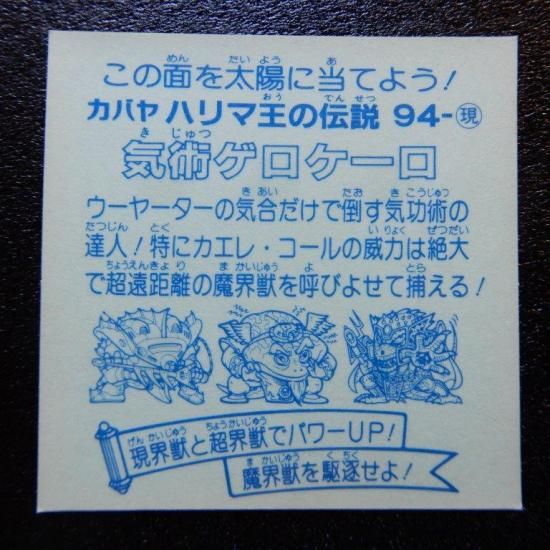 この面を太陽に当てよう!
カバヤ ハリマ王の伝説 94-現
気術ゲロケーロ
ウーヤーターの気合だけで倒す気功術の
達人!特にカエレ・コールの威力は絶大
で超遠距離の魔界獣を呼びよせて捕える!
現界獣と超界獣でパワーUP!
魔界獣を駆逐せよ!